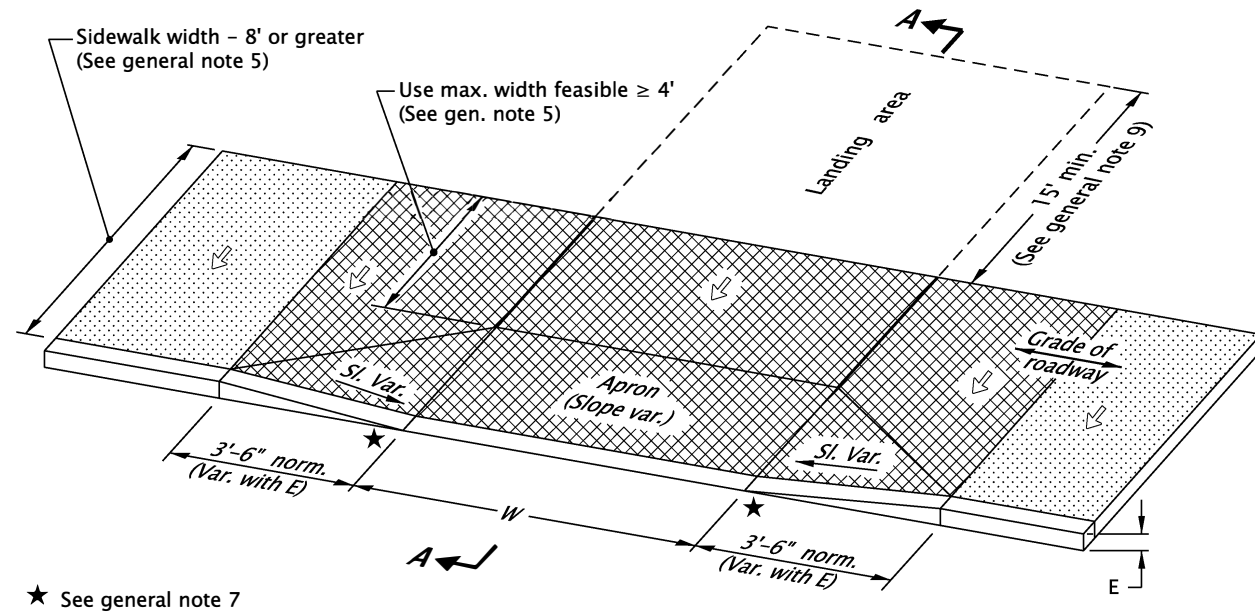 A
Sidewalk width – 8' or greater
(See general note 5)
Use max. width feasible ≥ 4'
(See gen. note 5)
Landing area
15' min.
(See general note 9)
Grade of
roadway
Sl. Var.
Apron
(Slope var.)
Sl. Var.
3'–6" norm.
(Var. with E)
W
3'–6" norm.
(Var. with E)
A
E
★ See general note 7